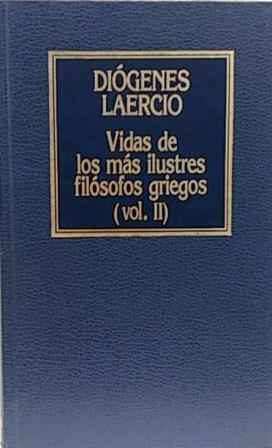 DIÓGENES
LAERCIO
Vidas de
los más ilustres
filósofos griegos
(vol. II)